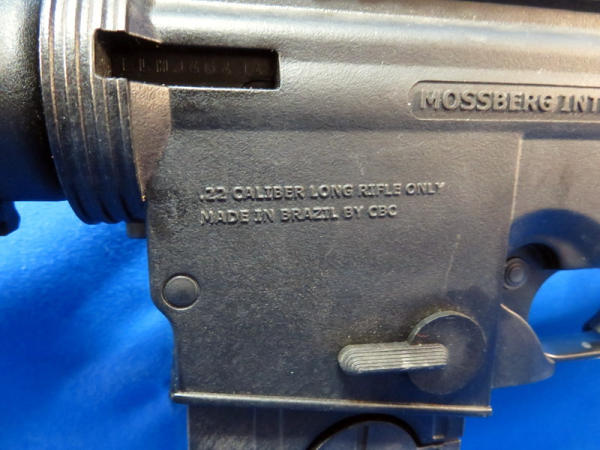 MOSSBERG INT
.22 CALIBER LONG RIFLE ONLY
MADE IN BRAZIL BY CBC